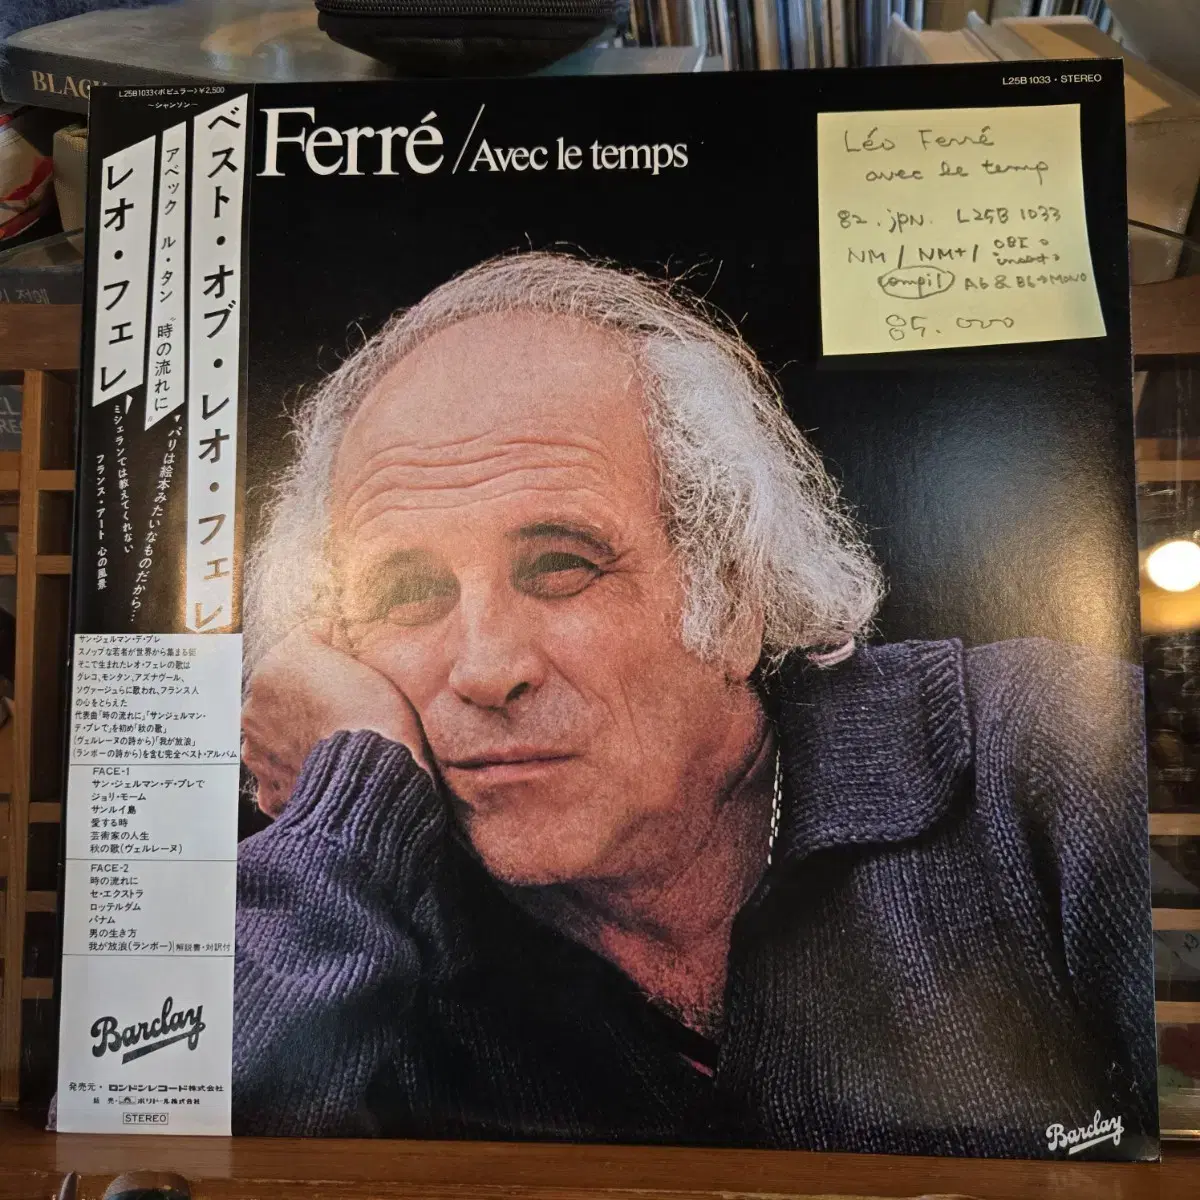 BLACK
L25B1033〈ポピュラー〉¥2,500
〜シャンソン〜
ベスト・オブ・レオ・フェレ
アベック ル・タン "時の流れに"
レオ・フェレ
▼パリは絵本みたいなものだから…
ミシェランでは教えてくれない
フランス・アート 心の風景
サン・ジェルマン・デ・プレ
スノッブな若者が世界から集まる街
そこで生まれたレオ・フェレの歌は
グレコ、モンタン、アズナヴール、
ソヴァージュらに歌われ、フランス人
の心をとらえた
代表曲「時の流れに」「サンジェルマン・
デ・プレで」を初め「秋の歌」
(ヴェルレーヌの詩から)「我が放浪」
(ランボーの詩から)を含む完全ベスト・アルバム
FACE-1
サン・ジェルマン・デ・プレで
ジョリ・モーム
サンルイ島
愛する時
芸術家の人生
秋の歌(ヴェルレーヌ)
FACE-2
時の流れに
セ・エクストラ
ロッテルダム
パナム
男の生き方
我が放浪(ランボー) 解説書・対訳付
Barclay
発売元・ロンドンレコード株式会社
販売・ポリドール株式会社
STEREO
Ferré/Avec le temps
L25B1033・STEREO
Léo Ferré
avec le temp
82. jpn. L25B 1033
NM / NM+ / OBI o
insert o
compil A6 & B6→MONO
85.000
Barclay